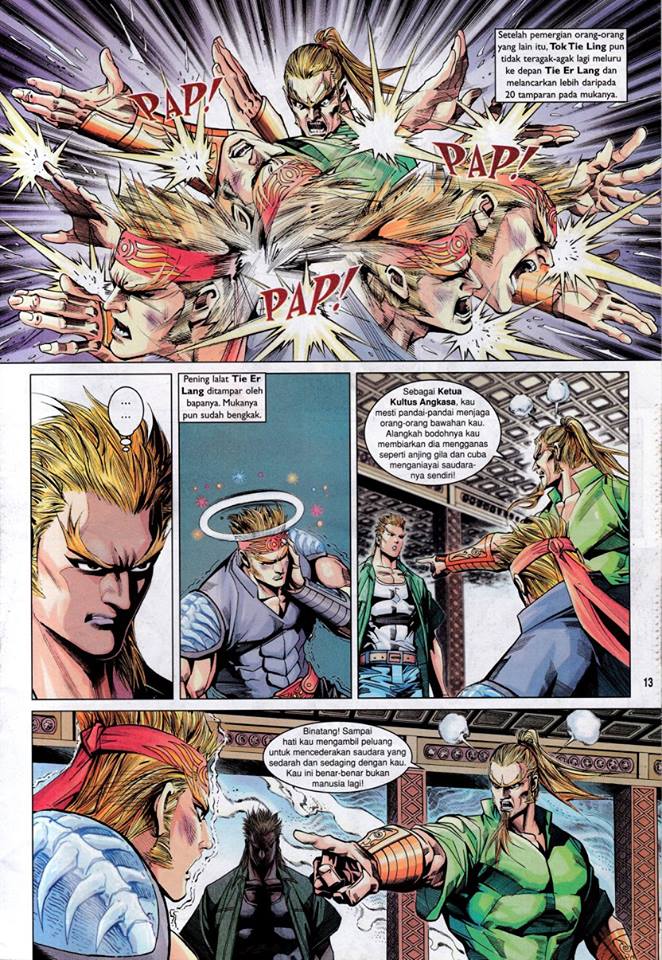 Setelah pemergian orang-orang
yang lain itu, Tok Tie Ling pun
tidak teragak-agak lagi meluru
ke depan Tie Er Lang dan
melancarkan lebih daripada
20 tamparan pada mukanya.
PAP!
PAP!
PAP!
...
...
Pening lalat Tie Er
Lang ditampar oleh
bapanya. Mukanya
pun sudah bengkak.
Sebagai Ketua
Kultus Angkasa, kau
mesti pandai-pandai menjaga
orang-orang bawahan kau.
Alangkah bodohnya kau
membiarkan dia mengganas
seperti anjing gila dan cuba
menganiayai saudara-
nya sendiri!
13
Binatang! Sampai
hati kau mengambil peluang
untuk mencederakan saudara yang
sedarah dan sedaging dengan kau.
Kau ini benar-benar bukan
manusia lagi!